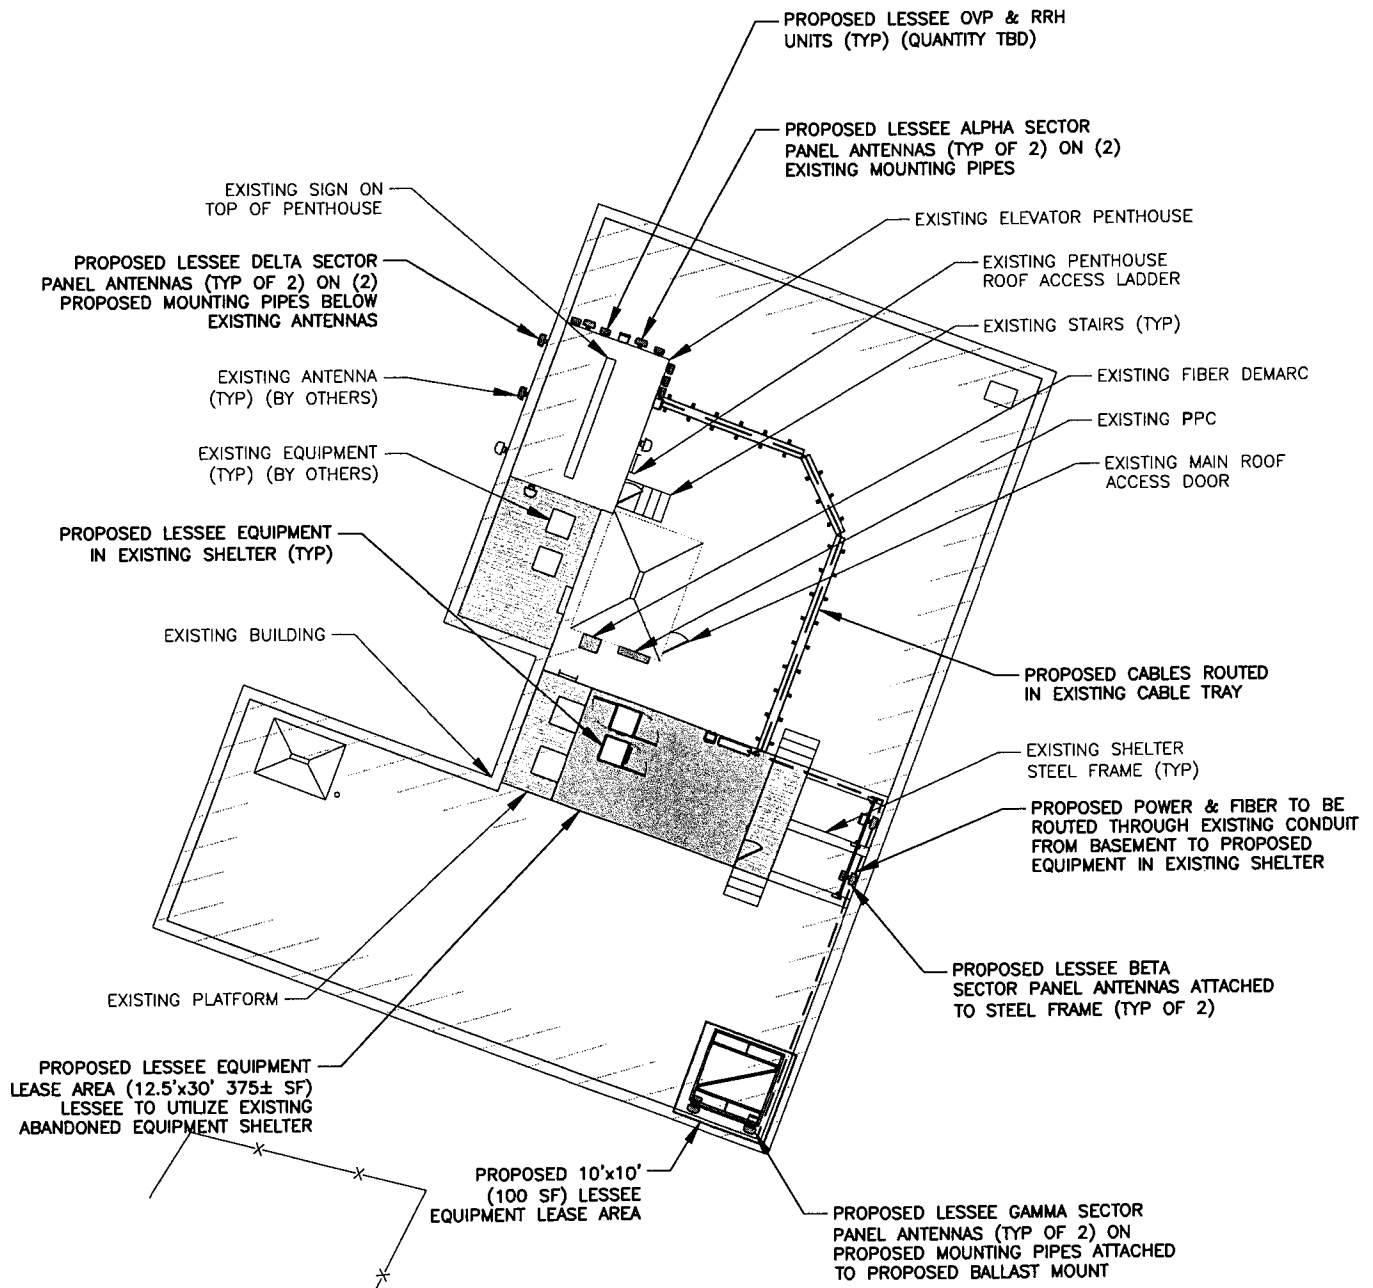 PROPOSED LESSEE OVP & RRH
UNITS (TYP) (QUANTITY TBD)
PROPOSED LESSEE ALPHA SECTOR
PANEL ANTENNAS (TYP OF 2) ON (2)
EXISTING MOUNTING PIPES
EXISTING SIGN ON
TOP OF PENTHOUSE
EXISTING ELEVATOR PENTHOUSE
PROPOSED LESSEE DELTA SECTOR
PANEL ANTENNAS (TYP OF 2) ON (2)
PROPOSED MOUNTING PIPES BELOW
EXISTING ANTENNAS
EXISTING PENTHOUSE
ROOF ACCESS LADDER
EXISTING STAIRS (TYP)
EXISTING ANTENNA
(TYP) (BY OTHERS)
EXISTING FIBER DEMARC
EXISTING PPC
EXISTING EQUIPMENT
(TYP) (BY OTHERS)
EXISTING MAIN ROOF
ACCESS DOOR
PROPOSED LESSEE EQUIPMENT
IN EXISTING SHELTER (TYP)
EXISTING BUILDING
PROPOSED CABLES ROUTED
IN EXISTING CABLE TRAY
EXISTING SHELTER
STEEL FRAME (TYP)
PROPOSED POWER & FIBER TO BE
ROUTED THROUGH EXISTING CONDUIT
FROM BASEMENT TO PROPOSED
EQUIPMENT IN EXISTING SHELTER
EXISTING PLATFORM
PROPOSED LESSEE BETA
SECTOR PANEL ANTENNAS ATTACHED
TO STEEL FRAME (TYP OF 2)
PROPOSED LESSEE EQUIPMENT
LEASE AREA (12.5'x30' 375± SF)
LESSEE TO UTILIZE EXISTING
ABANDONED EQUIPMENT SHELTER
PROPOSED 10'x10'
(100 SF) LESSEE
EQUIPMENT LEASE AREA
PROPOSED LESSEE GAMMA SECTOR
PANEL ANTENNAS (TYP OF 2) ON
PROPOSED MOUNTING PIPES ATTACHED
TO PROPOSED BALLAST MOUNT